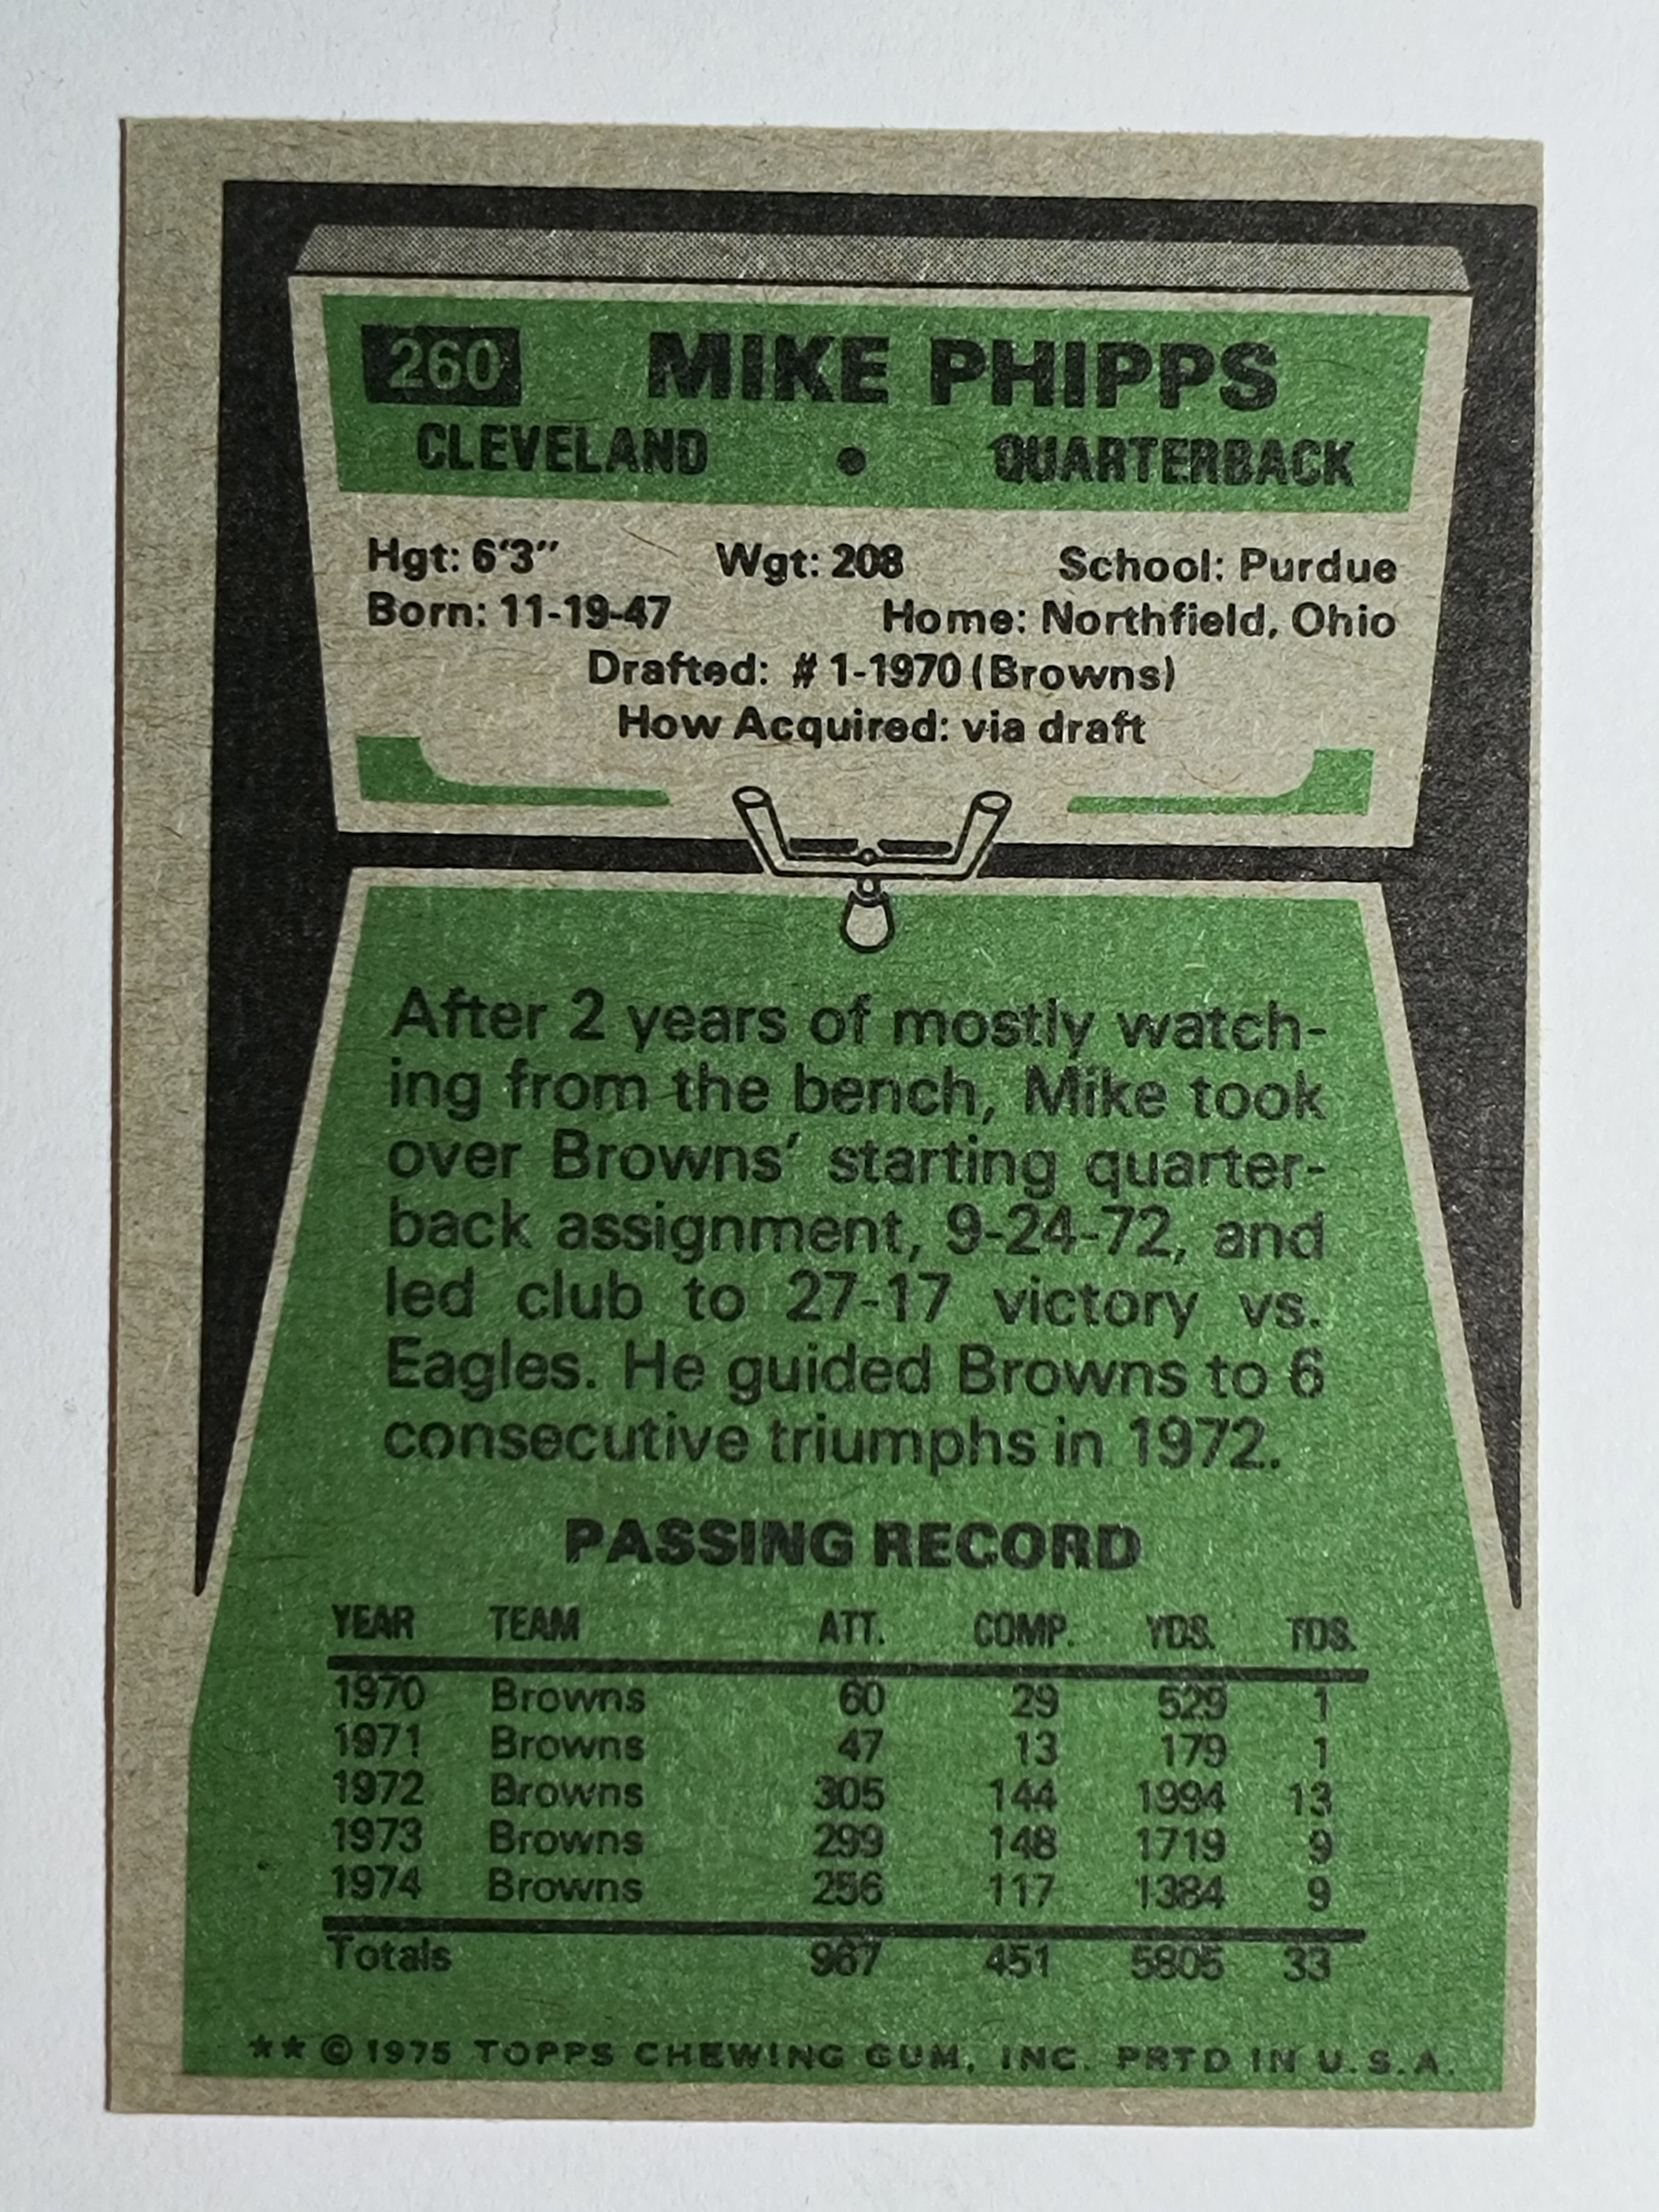 260 MIKE PHIPPS
CLEVELAND • QUARTERBACK
Hgt: 6'3" Wgt: 208 School: Purdue
Born: 11-19-47 Home: Northfield, Ohio
Drafted: #1-1970 (Browns)
How Acquired: via draft
After 2 years of mostly watch-
ing from the bench, Mike took
over Browns' starting quarter-
back assignment, 9-24-72, and
led club to 27-17 victory vs.
Eagles. He guided Browns to 6
consecutive triumphs in 1972.
PASSING RECORD
YEAR TEAM ATT. COMP. YDS. TDS.
1970 Browns 60 29 529 1
1971 Browns 47 13 179 1
1972 Browns 305 144 1994 13
1973 Browns 299 148 1719 9
1974 Browns 256 117 1384 9
Totals 967 451 5805 33
** © 1975 TOPPS CHEWING GUM, INC. PRTD IN U.S.A.